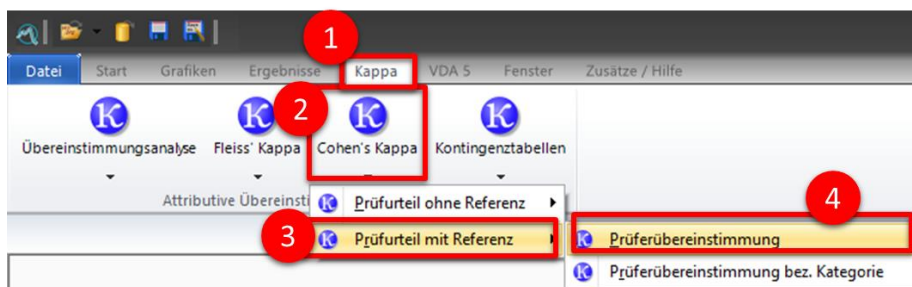 1
Datei Start Grafiken Ergebnisse Kappa VDA 5 Fenster Zusätze / Hilfe
2
Übereinstimmungsanalyse Fleiss' Kappa Cohen's Kappa Kontingenztabellen
Attributive Übereinsti
Prüfurteil ohne Referenz
4
3
Prüfurteil mit Referenz
Prüferübereinstimmung
Prüferübereinstimmung bez. Kategorie